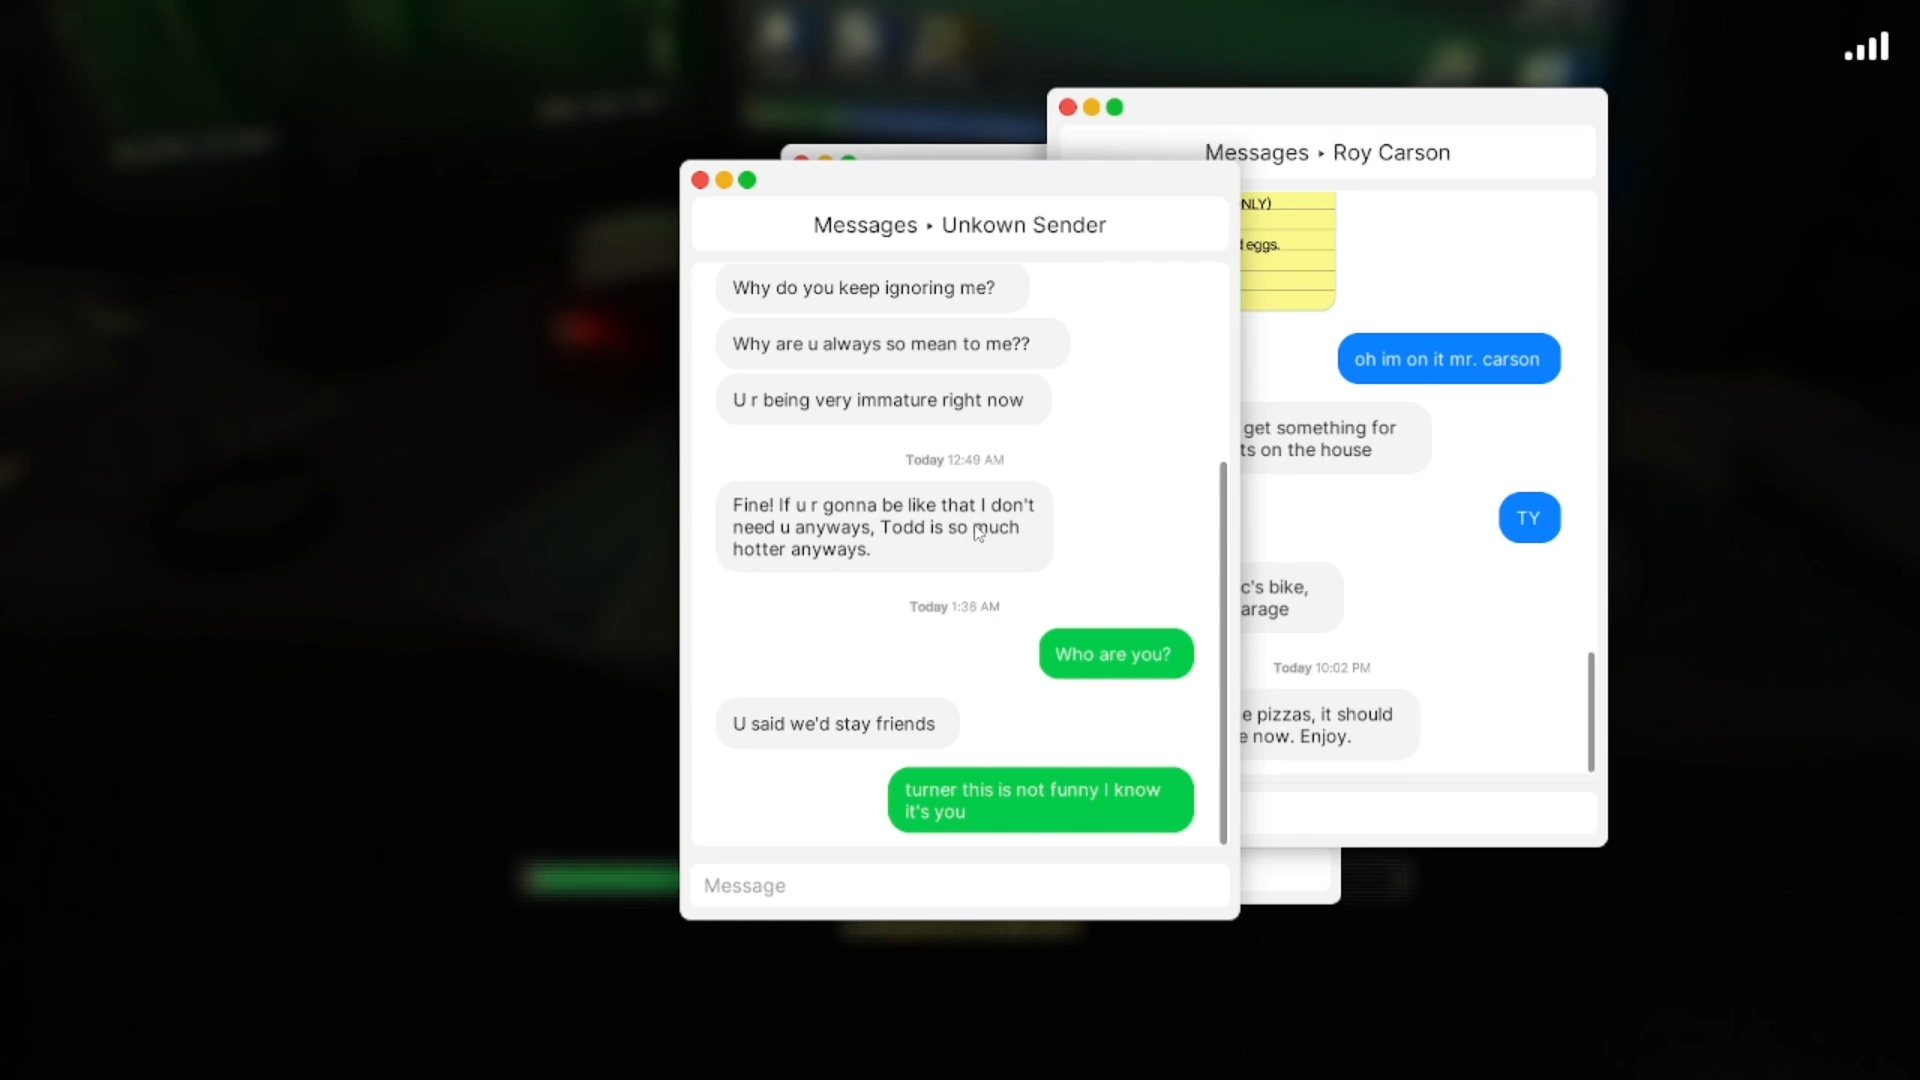 Messages ▸ Unkown Sender
Why do you keep ignoring me?
Why are u always so mean to me??
U r being very immature right now
Today 12:49 AM
Fine! If u r gonna be like that I don't
need u anyways, Todd is so much
hotter anyways.
Today 1:36 AM
Who are you?
U said we'd stay friends
turner this is not funny I know
it's you
Message
Messages ▸ Roy Carson
NLY)
eggs.
oh im on it mr. carson
get something for
ts on the house
TY
c's bike,
arage
Today 10:02 PM
e pizzas, it should
e now. Enjoy.